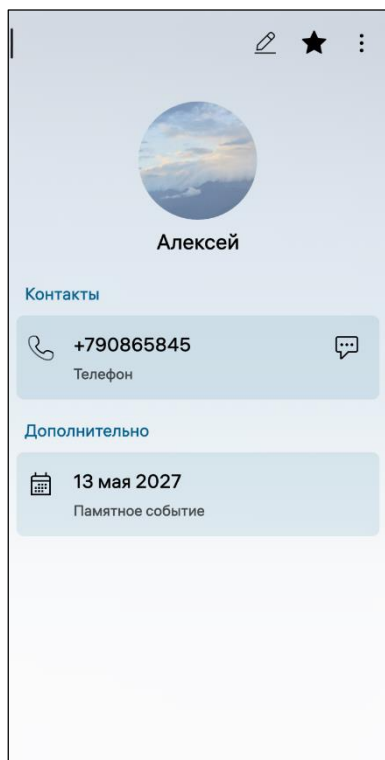 Алексей
Контакты
+790865845
Телефон
Дополнительно
13 мая 2027
Памятное событие